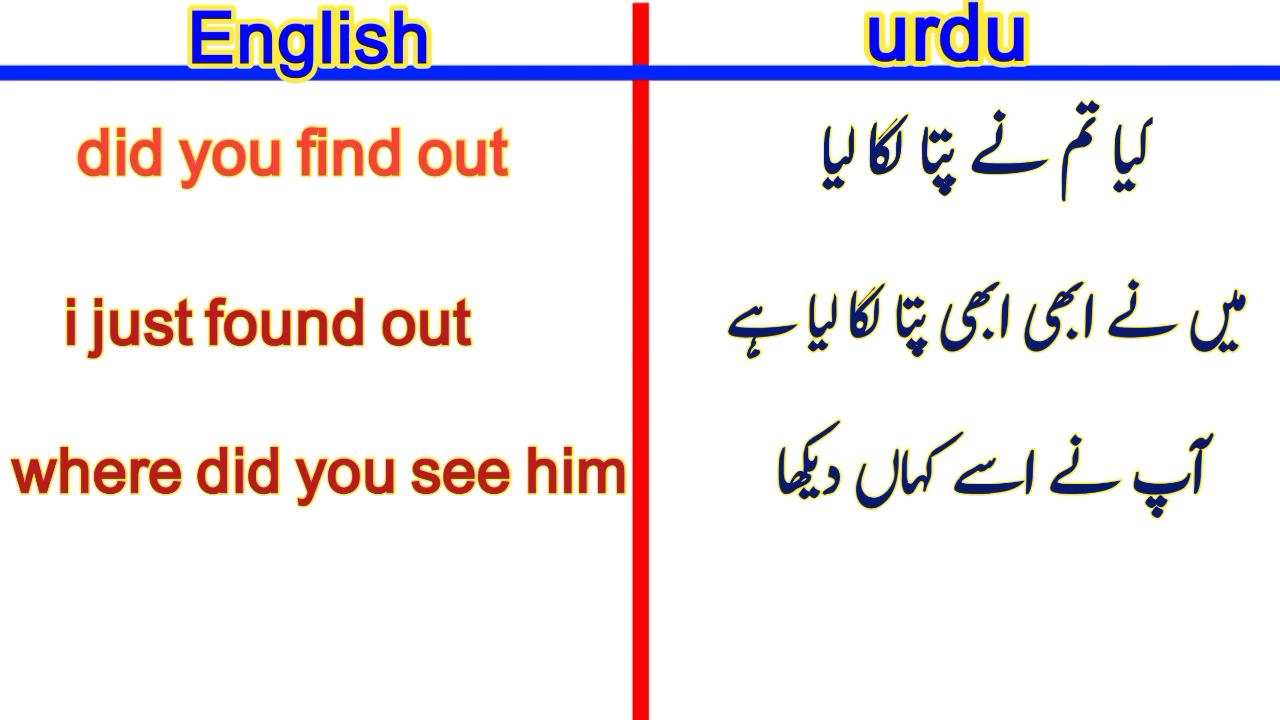 English
urdu
did you find out
کیا تم نے پتا لگا لیا
i just found out
میں نے ابھی ابھی پتا لگا لیا ہے
where did you see him
آپ نے اسے کہاں دیکھا